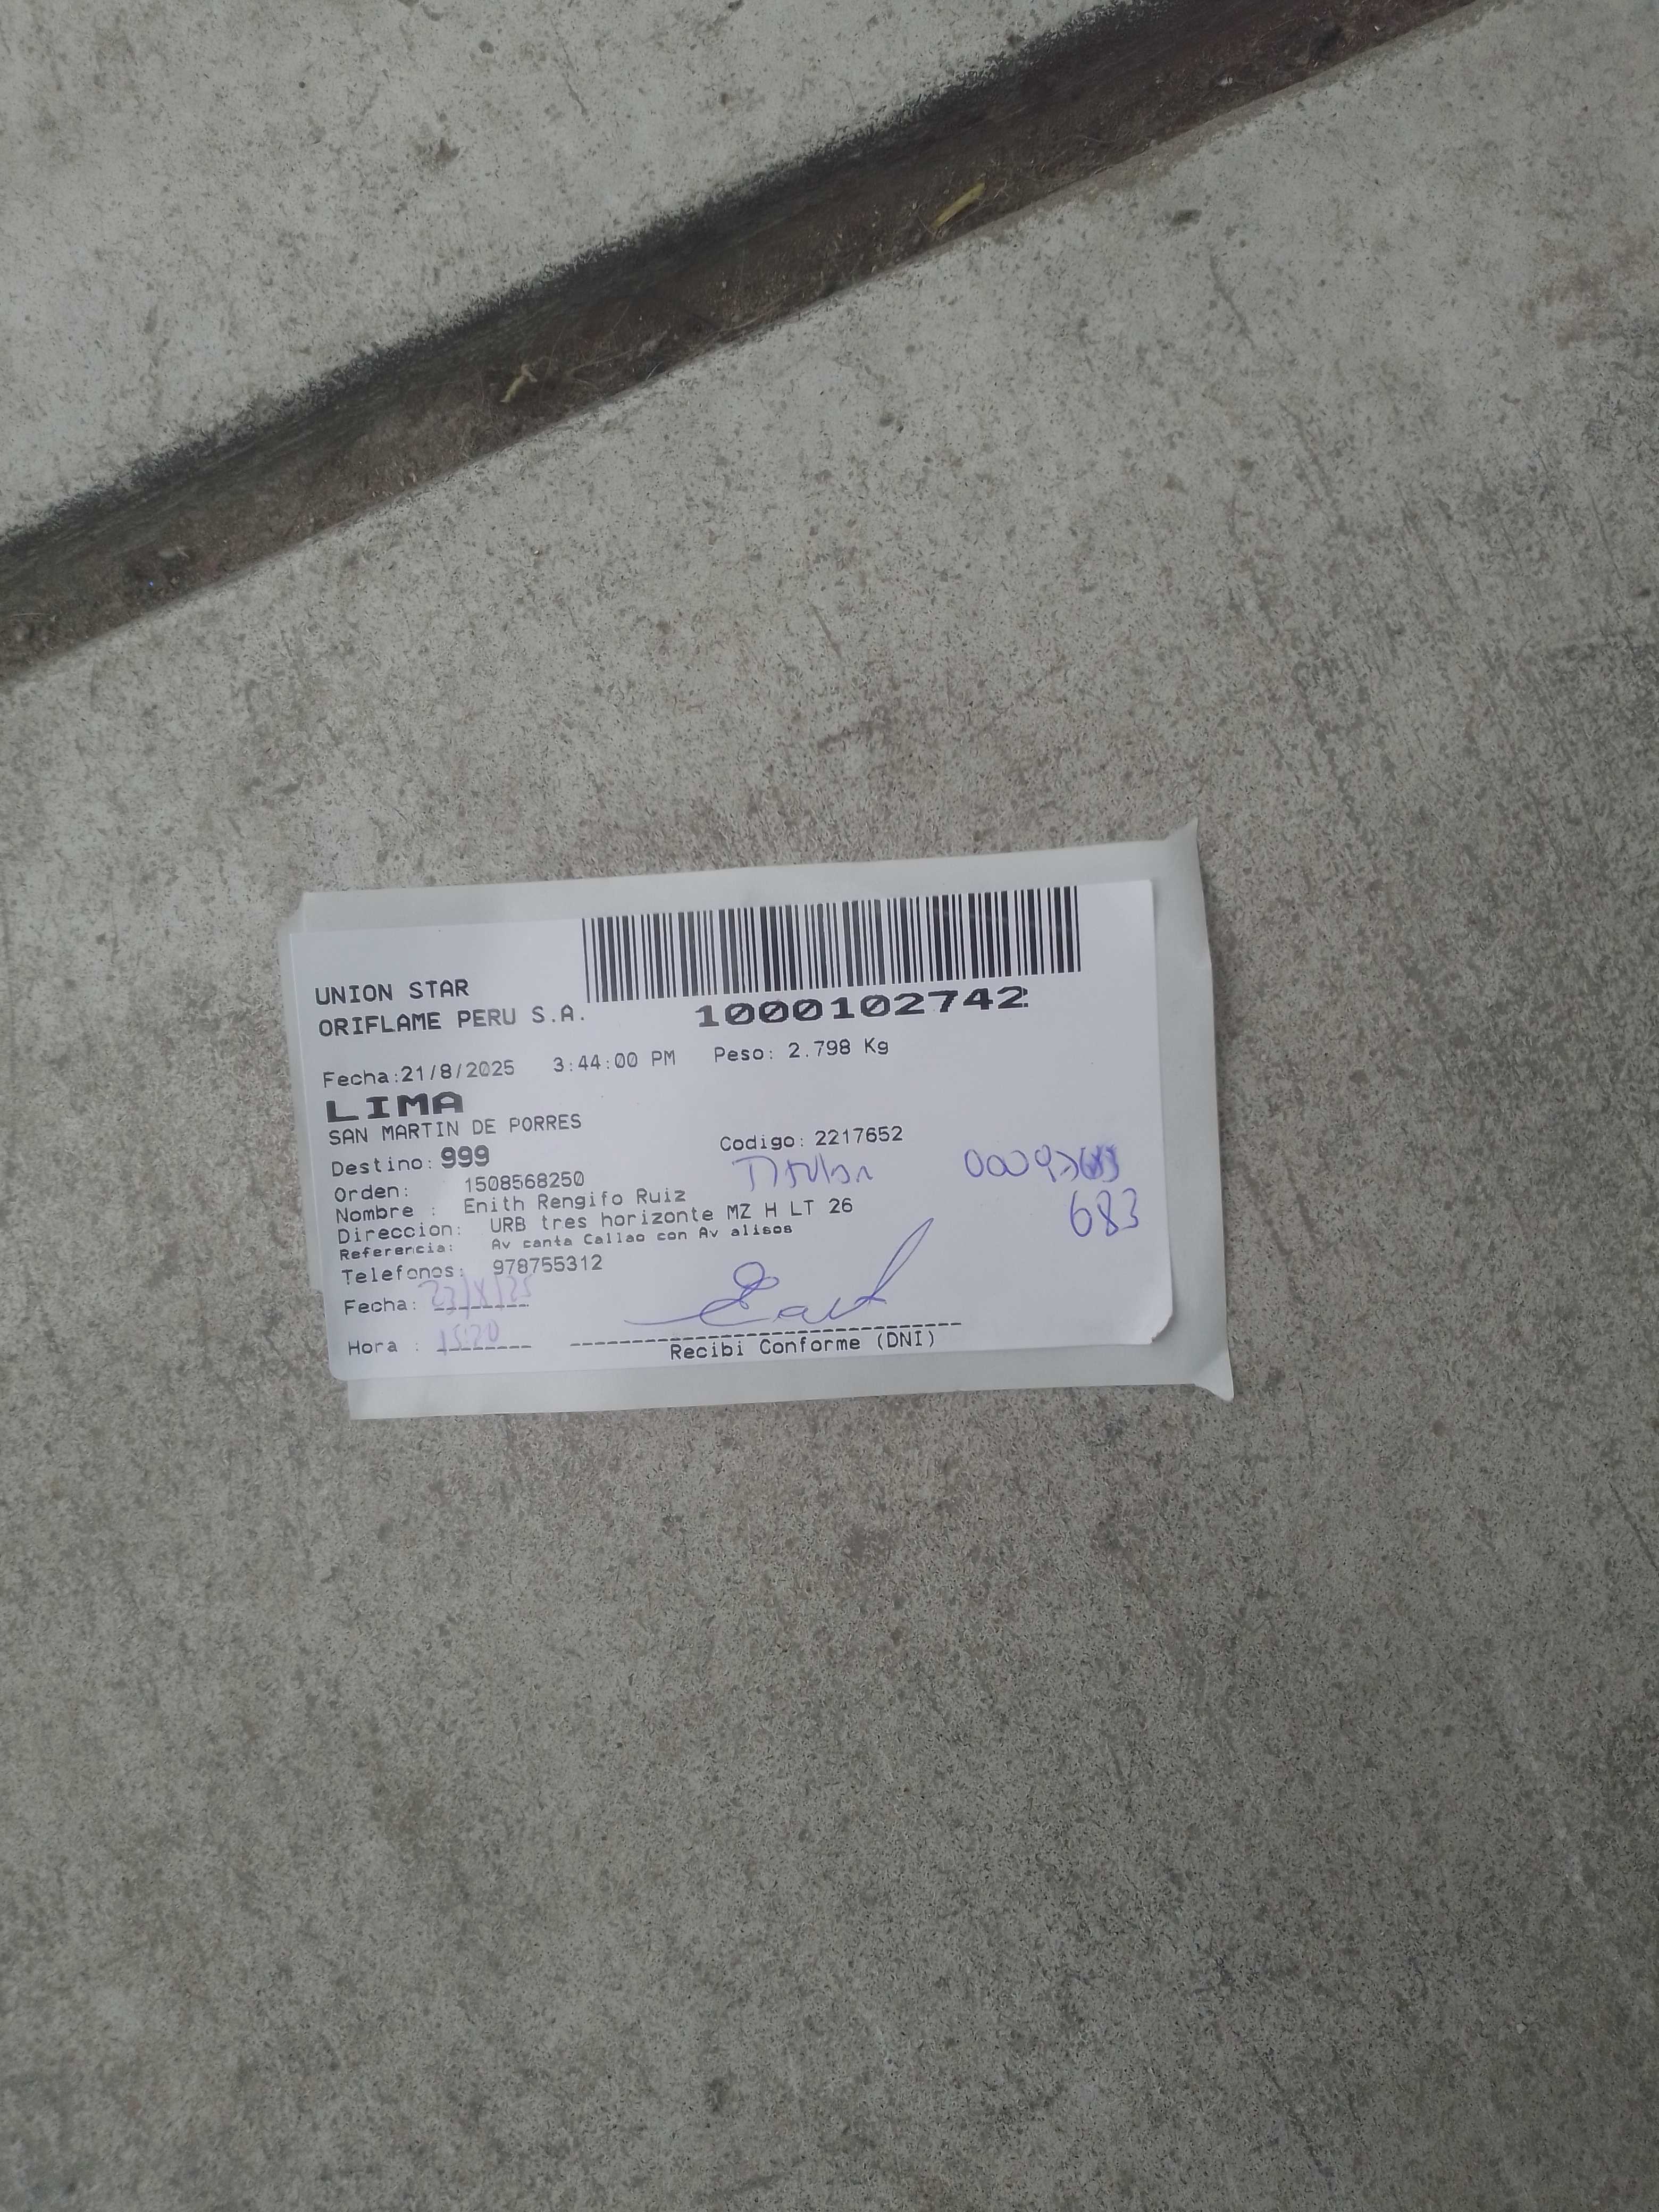 UNION STAR
ORIFLAME PERU S.A.
1000102742
Fecha:21/8/2025 3:44:00 PM Peso: 2.798 Kg
LIMA
SAN MARTIN DE PORRES
Destino: 999 Codigo: 2217652
Orden: 1508568250
Nombre : Enith Rengifo Ruiz
683
Direccion: URB tres horizonte MZ H LT 26
Referencia: Av canta Callao con Av alisos
Telefonos: 978755312
Fecha:
Hora : 15:20
Recibi Conforme (DNI)